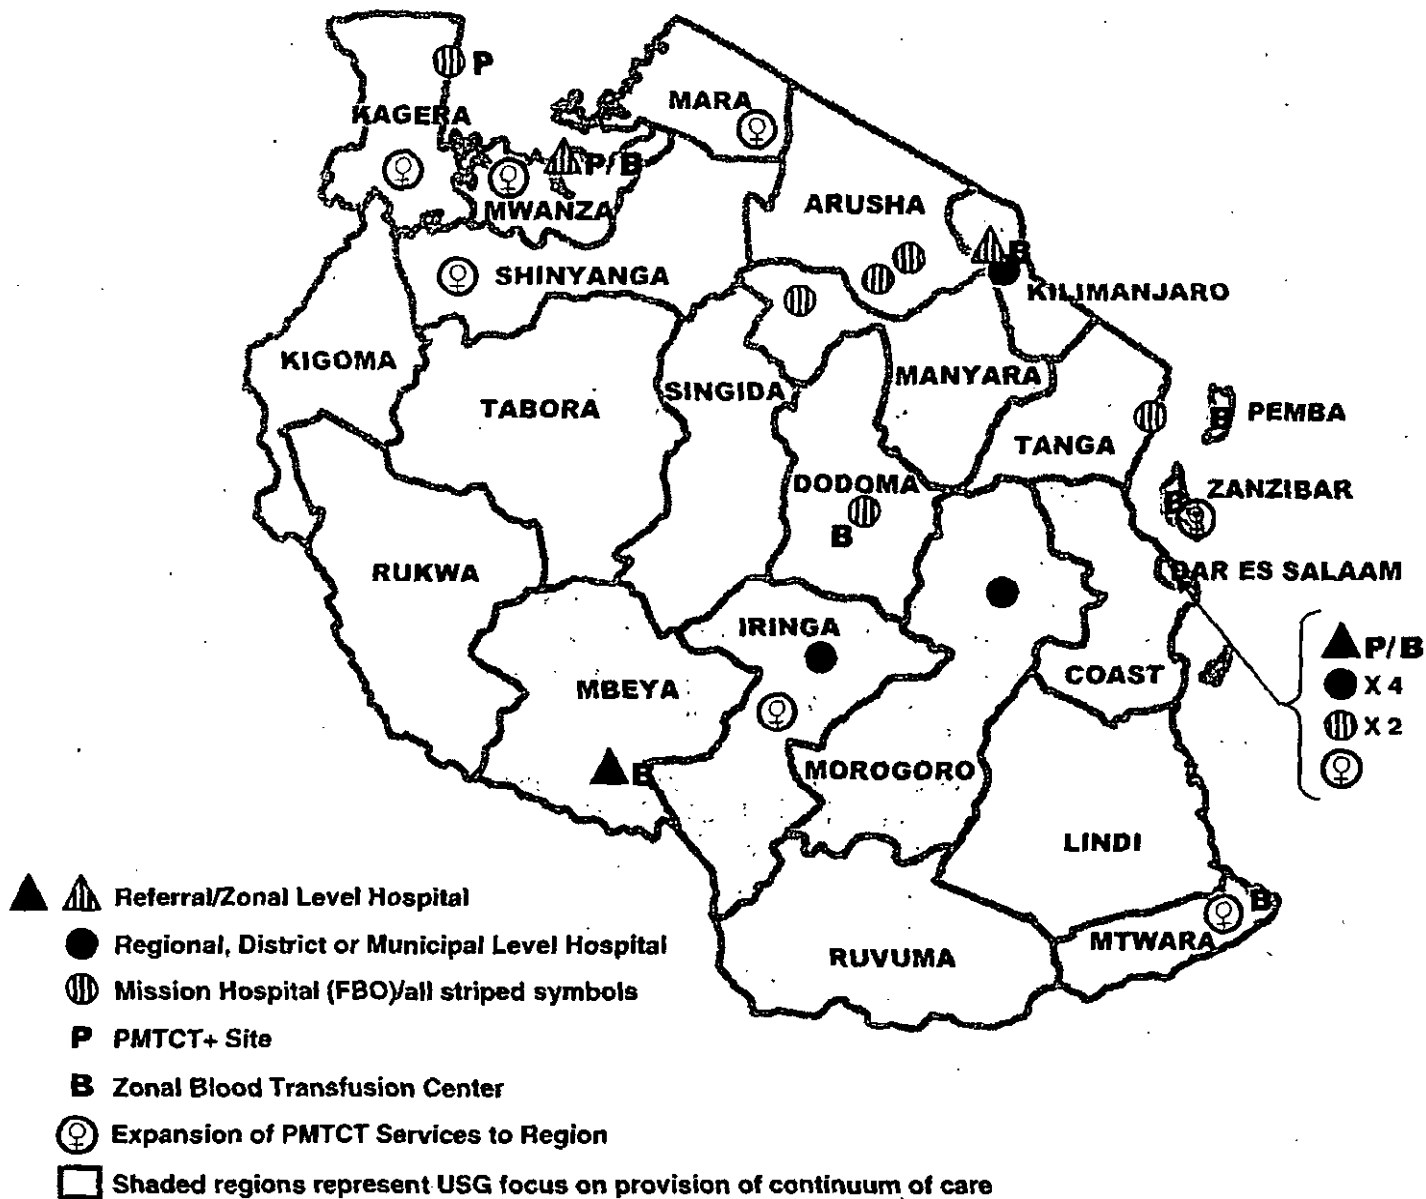 P
KAGERA
MARA
P/B
MWANZA
ARUSHA
B
SHINYANGA
KILIMANJARO
KIGOMA
TABORA
SINGIDA
MANYARA
B
PEMBA
TANGA
DODOMA
B
B
ZANZIBAR
RUKWA
DAR ES SALAAM
IRINGA
P/B
X 4
X 2
MBEYA
COAST
B
MOROGORO
LINDI
B
MTWARA
RUVUMA
Referral/Zonal Level Hospital
Regional, District or Municipal Level Hospital
Mission Hospital (FBO)/all striped symbols
P PMTCT+ Site
B Zonal Blood Transfusion Center
Expansion of PMTCT Services to Region
Shaded regions represent USG focus on provision of continuum of care